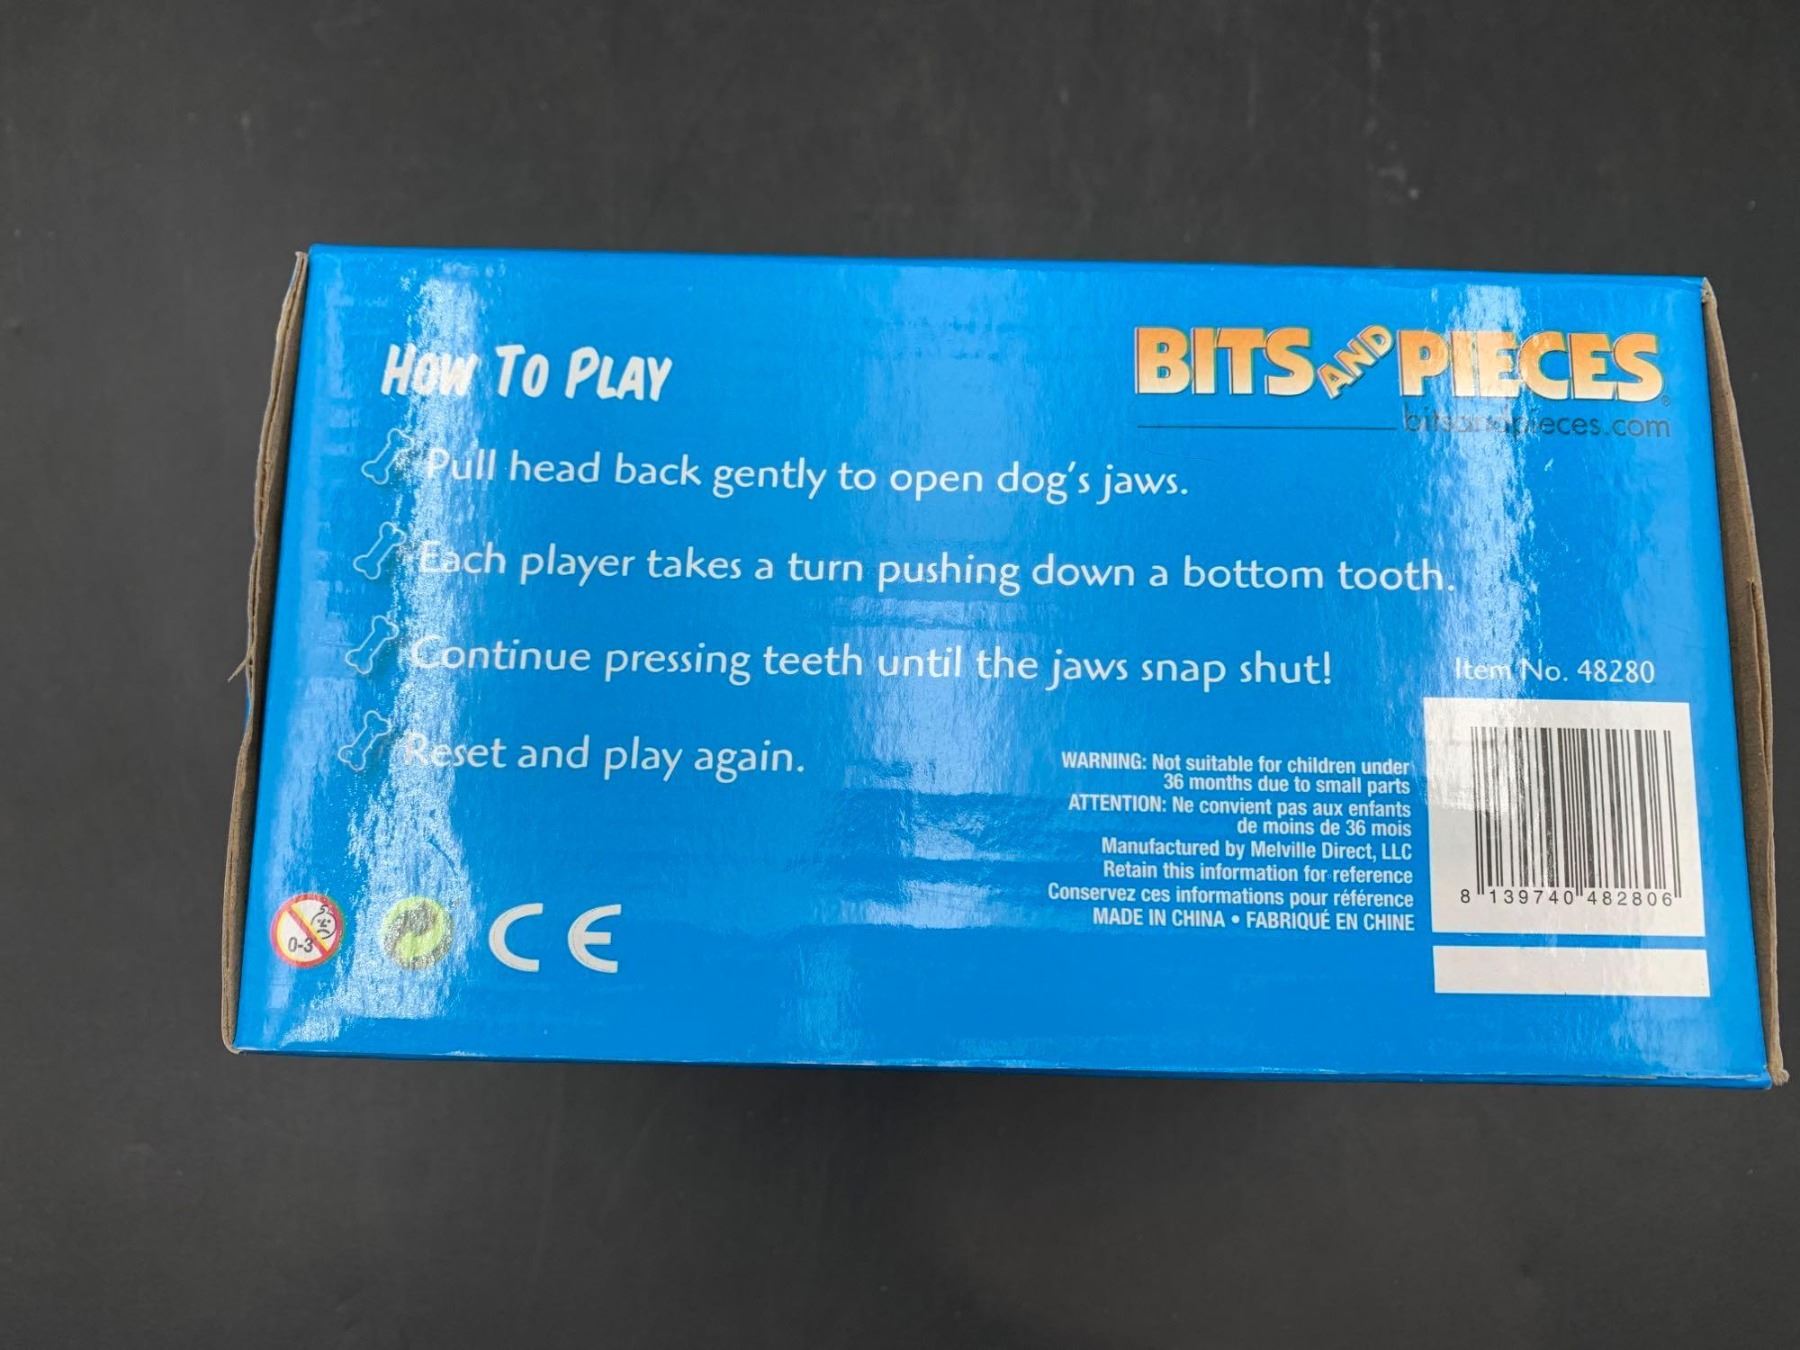 How To Play
BITS AND PIECES®
bitsandpieces.com
Pull head back gently to open dog's jaws.
Each player takes a turn pushing down a bottom tooth.
Continue pressing teeth until the jaws snap shut!
Reset and play again.
Item No. 48280
WARNING: Not suitable for children under
36 months due to small parts
ATTENTION: Ne convient pas aux enfants
de moins de 36 mois
Manufactured by Melville Direct, LLC
Retain this information for reference
Conservez ces informations pour référence
MADE IN CHINA • FABRIQUÉ EN CHINE
8 139740 482806
0-3
CE